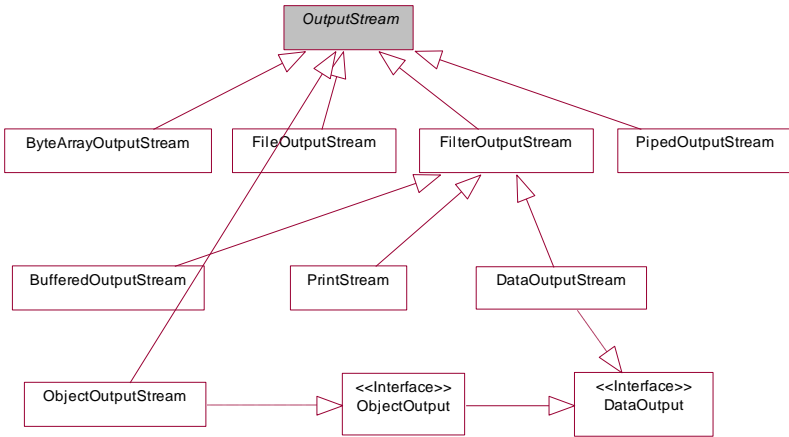 OutputStream
ByteArrayOutputStream
FileOutputStream
FilterOutputStream
PipedOutputStream
BufferedOutputStream
PrintStream
DataOutputStream
ObjectOutputStream
<<Interface>>
ObjectOutput
<<Interface>>
DataOutput